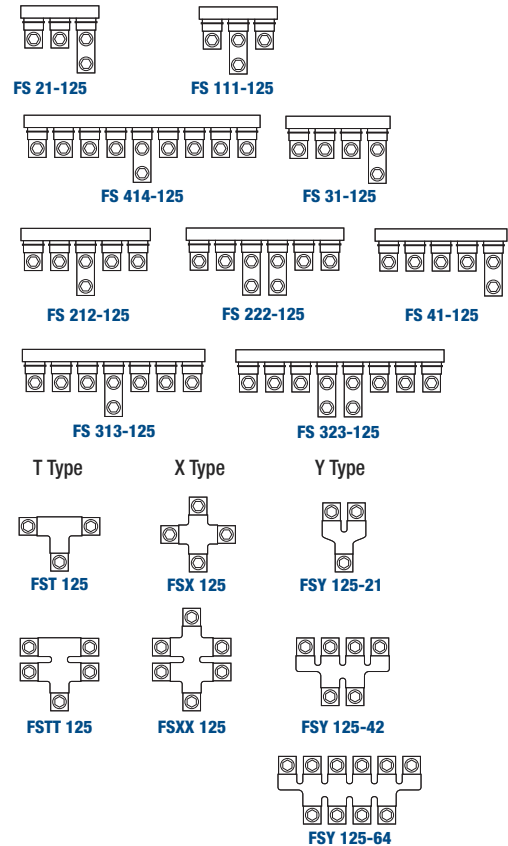 FS 21-125
FS 111-125
FS 414-125
FS 31-125
FS 212-125
FS 222-125
FS 41-125
FS 313-125
FS 323-125
T Type
X Type
Y Type
FST 125
FSX 125
FSY 125-21
FSTT 125
FSXX 125
FSY 125-42
FSY 125-64